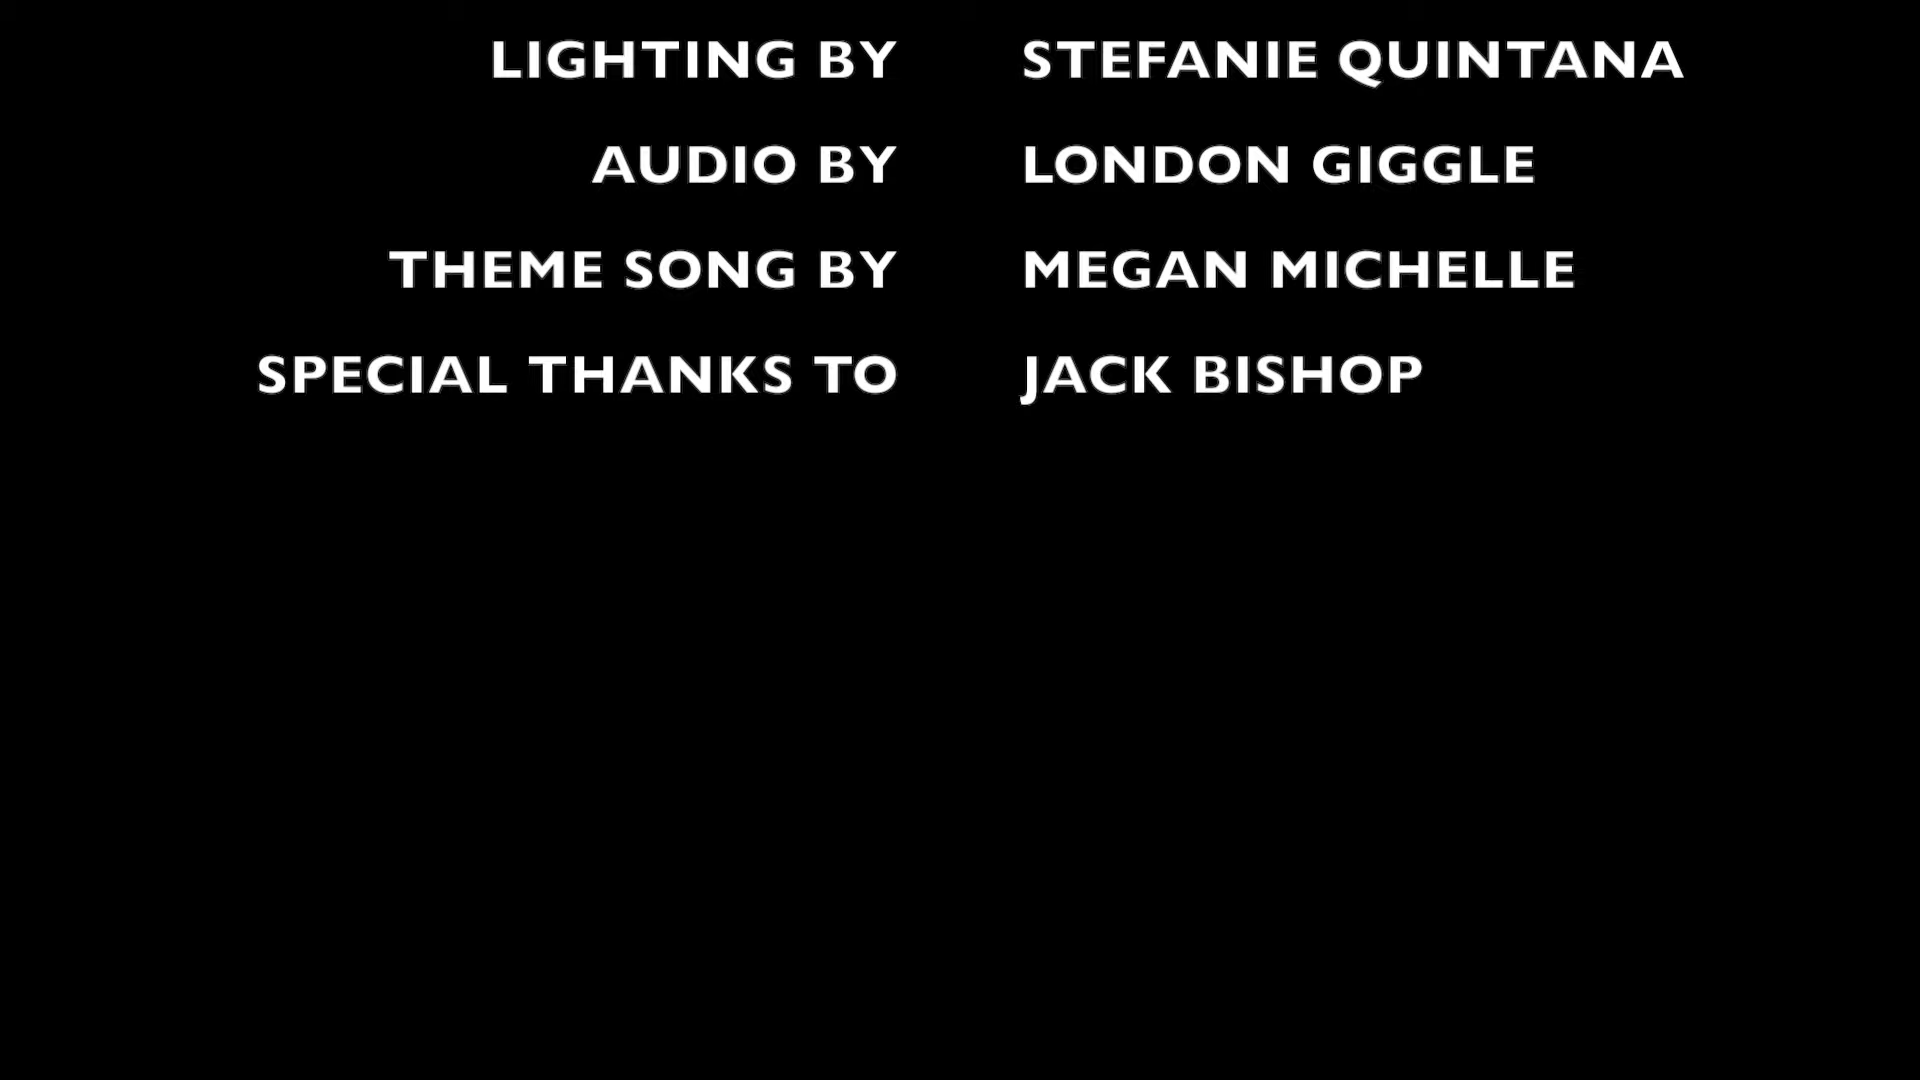 LIGHTING BY STEFANIE QUINTANA
AUDIO BY LONDON GIGGLE
THEME SONG BY MEGAN MICHELLE
SPECIAL THANKS TO JACK BISHOP